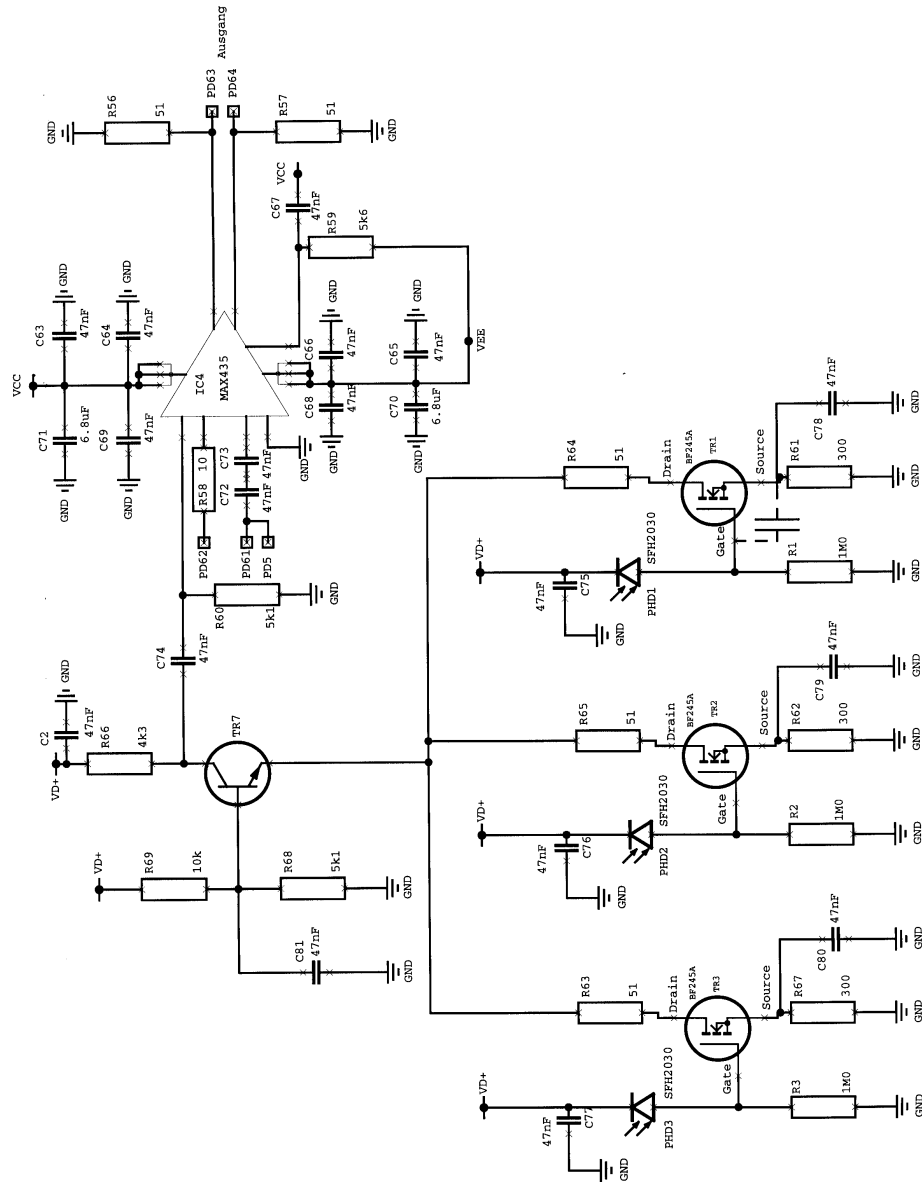 Ausgang
PD63
PD64
R56
51
GND
R57
51
GND
VCC
C67
47nF
R59
5k6
GND
C63
47nF
GND
C64
47nF
VCC
C71
6.8uF
GND
C69
47nF
GND
IC4
MAX435
GND
C66
47nF
C68
47nF
GND
GND
C65
47nF
C70
6.8uF
GND
VEE
GND
R58
10
PD62
C73
47nF
C72
47nF
PD61
PD5
R60
5k1
GND
C74
47nF
GND
C2
47nF
VD+
R66
4k3
TR7
VD+
R69
10k
R68
5k1
GND
C81
47nF
GND
R64
51
Drain
BF245A
TR1
Gate
Source
C78
47nF
GND
R61
300
GND
VD+
C75
47nF
GND
SFH2030
PHD1
R1
1M0
GND
R65
51
Drain
BF245A
TR2
Gate
Source
C79
47nF
GND
R62
300
GND
VD+
C76
47nF
GND
SFH2030
PHD2
R2
1M0
GND
R63
51
Drain
BF245A
TR3
Gate
Source
C80
47nF
GND
R67
300
GND
VD+
C77
47nF
GND
SFH2030
PHD3
R3
1M0
GND